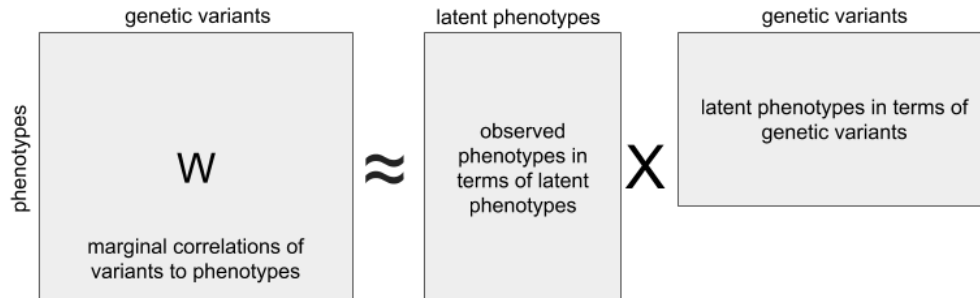 genetic variants
phenotypes
W
marginal correlations of
variants to phenotypes
≈
latent phenotypes
observed
phenotypes in
terms of latent
phenotypes
X
genetic variants
latent phenotypes in terms of
genetic variants